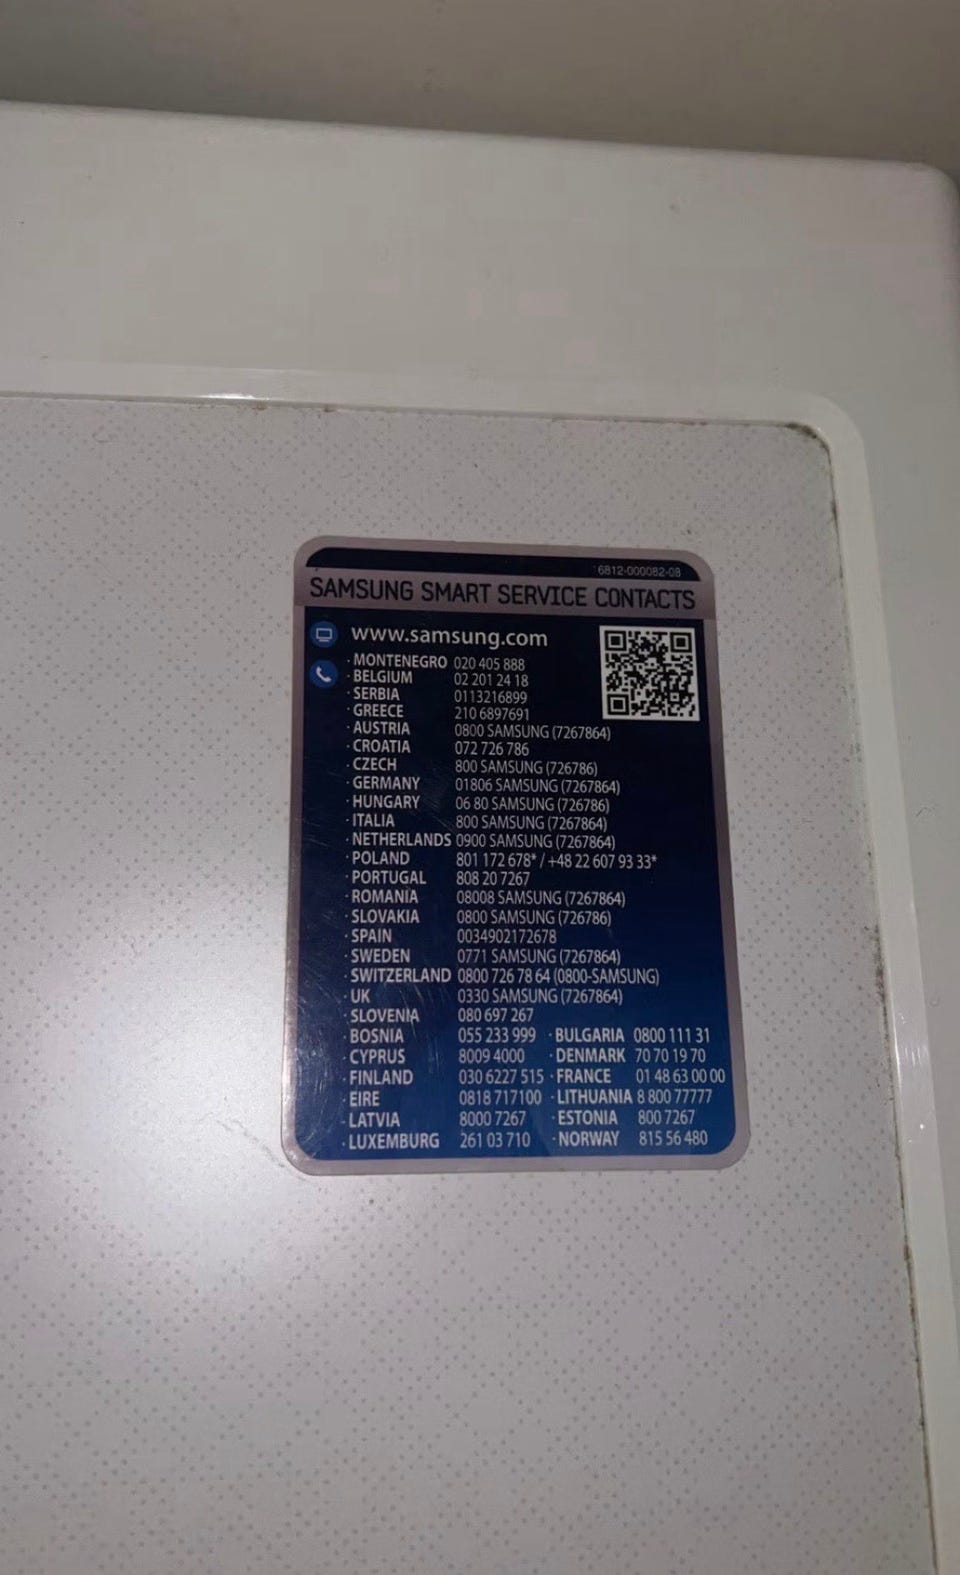 6812-000082-08
SAMSUNG SMART SERVICE CONTACTS
www.samsung.com
· MONTENEGRO 020 405 888
· BELGIUM 02 201 24 18
· SERBIA 0113216899
· GREECE 210 6897691
· AUSTRIA 0800 SAMSUNG (7267864)
· CROATIA 072 726 786
· CZECH 800 SAMSUNG (726786)
· GERMANY 01806 SAMSUNG (7267864)
· HUNGARY 06 80 SAMSUNG (726786)
· ITALIA 800 SAMSUNG (7267864)
· NETHERLANDS 0900 SAMSUNG (7267864)
· POLAND 801 172 678* / +48 22 607 93 33*
· PORTUGAL 808 20 7267
· ROMANIA 08008 SAMSUNG (7267864)
· SLOVAKIA 0800 SAMSUNG (726786)
· SPAIN 0034902172678
· SWEDEN 0771 SAMSUNG (7267864)
· SWITZERLAND 0800 726 78 64 (0800-SAMSUNG)
· UK 0330 SAMSUNG (7267864)
· SLOVENIA 080 697 267
· BOSNIA 055 233 999 · BULGARIA 0800 111 31
· CYPRUS 8009 4000 · DENMARK 70 70 19 70
· FINLAND 030 6227 515 · FRANCE 01 48 63 00 00
· EIRE 0818 717100 · LITHUANIA 8 800 77777
· LATVIA 8000 7267 · ESTONIA 800 7267
· LUXEMBURG 261 03 710 · NORWAY 815 56 480